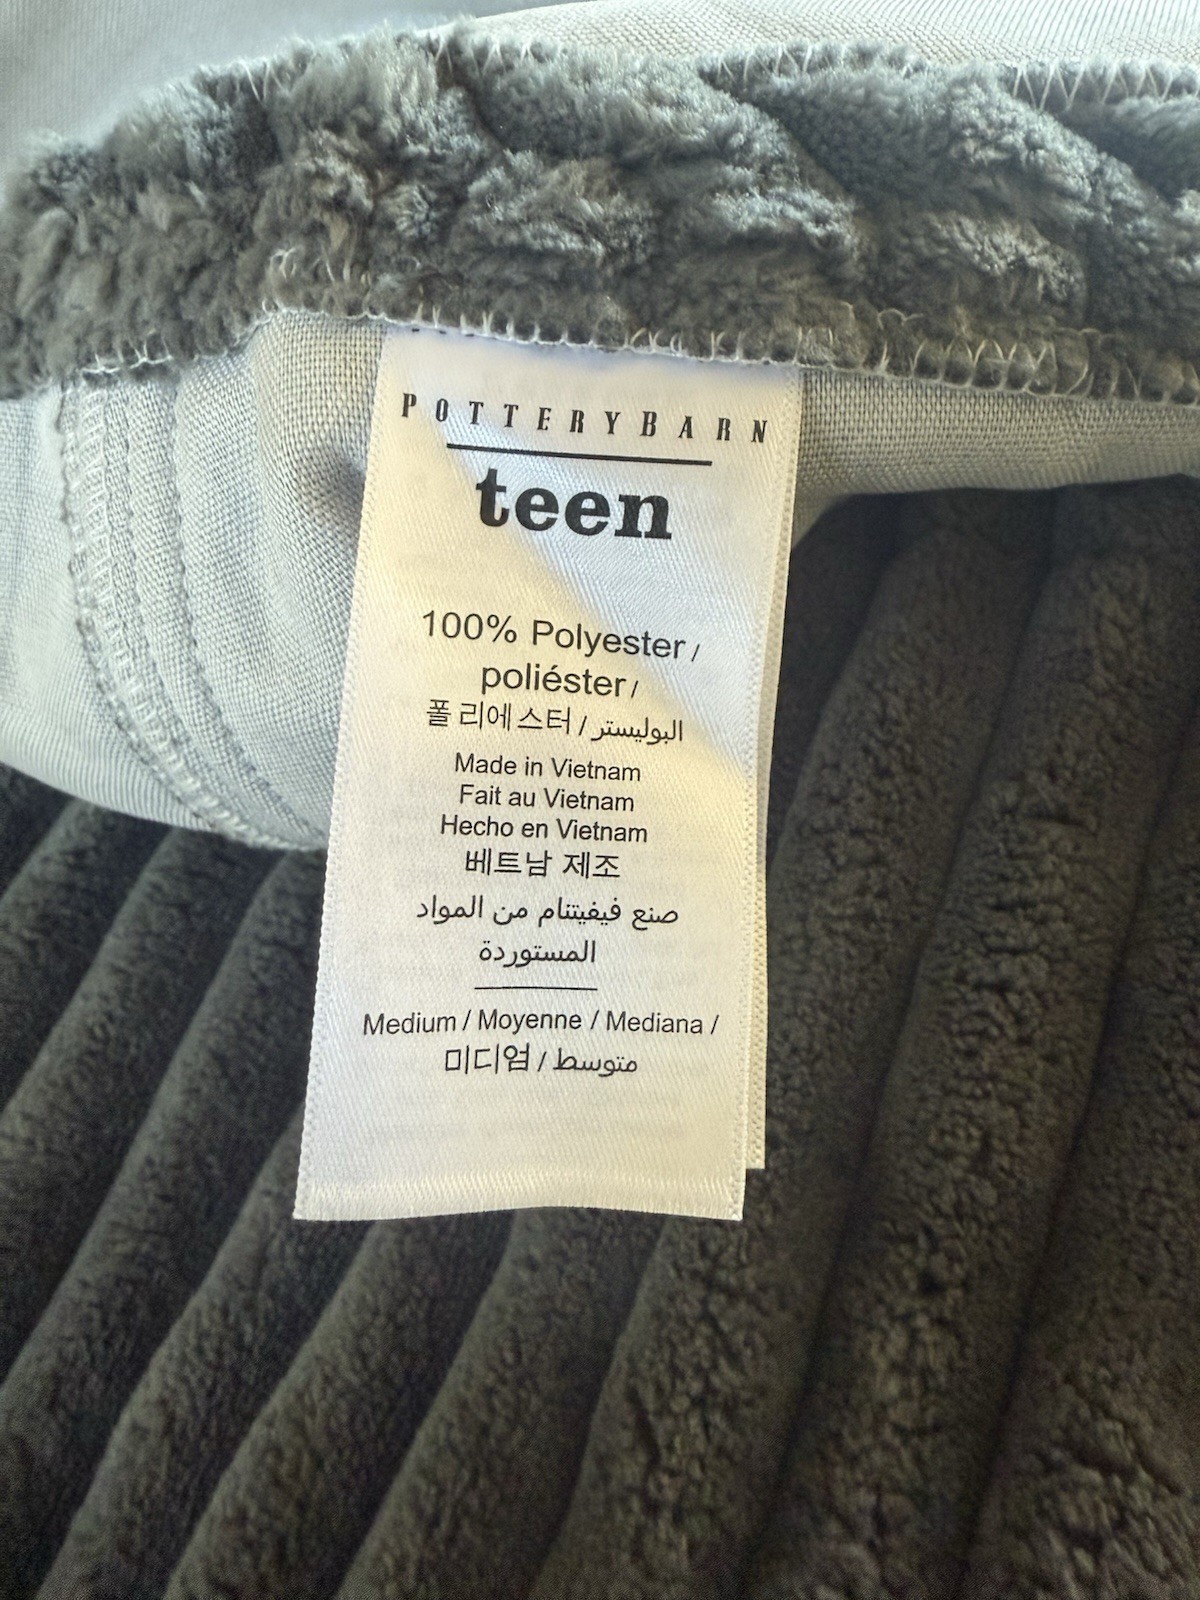 POTTERYBARN
teen
100% Polyester /
poliéster /
폴리에스터 / البوليستر
Made in Vietnam
Fait au Vietnam
Hecho en Vietnam
베트남 제조
صنع فيفيتنام من المواد
المستوردة
Medium / Moyenne / Mediana /
미디엄 / متوسط